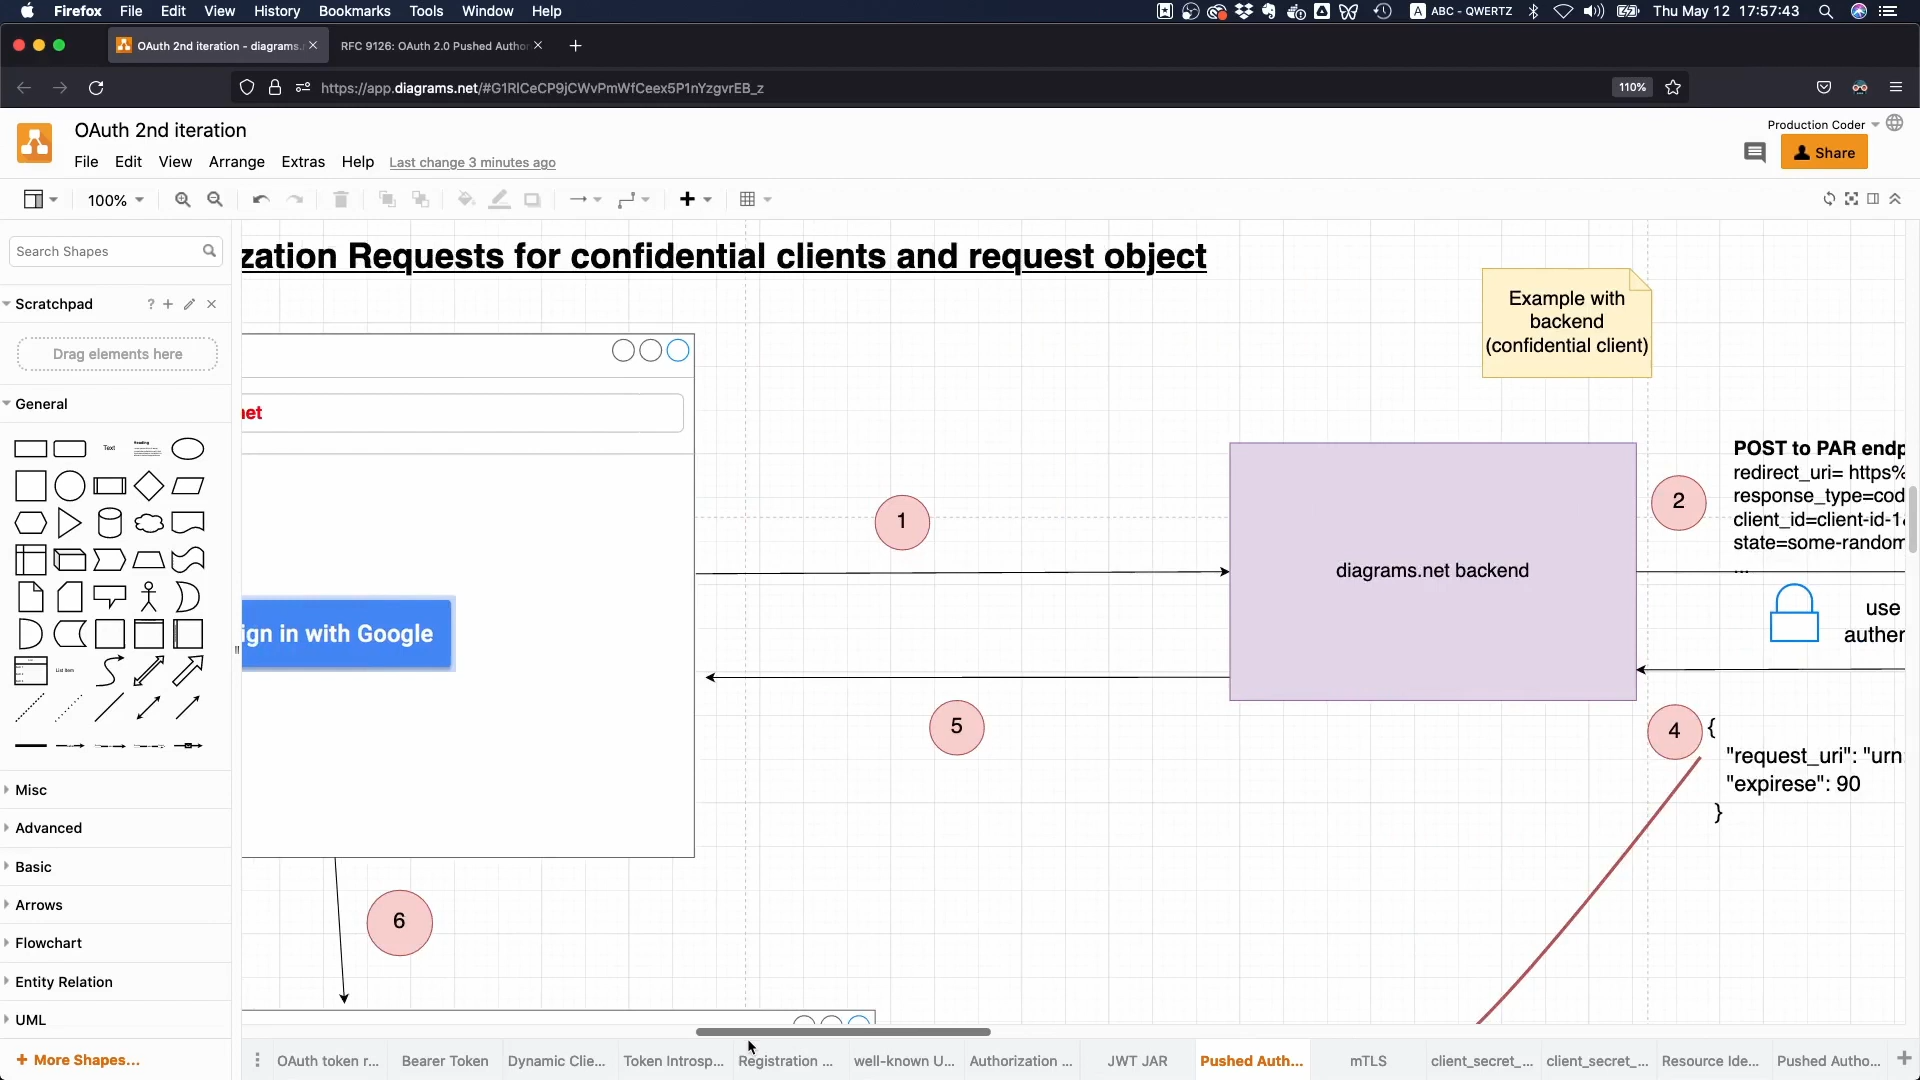 Firefox File Edit View History Bookmarks Tools Window Help
A ABC - QWERTZ Thu May 12 17:57:43
OAuth 2nd iteration - diagrams.
RFC 9126: OAuth 2.0 Pushed Author
https://app.diagrams.net/#G1RlCeCP9jCWvPmWfCeex5P1nYzgvrEB_z
110%
OAuth 2nd iteration
Production Coder
File Edit View Arrange Extras Help Last change 3 minutes ago
Share
100%
Search Shapes
Scratchpad
?
Drag elements here
General
Text
Heading
List Item
Misc
Advanced
Basic
Arrows
Flowchart
Entity Relation
UML
+ More Shapes...
zation Requests for confidential clients and request object
Example with
backend
(confidential client)
net
ign in with Google
1
diagrams.net backend
2
POST to PAR endp
redirect_uri= https%
response_type=cod
client_id=client-id-1&
state=some-random
...
use
auther
5
4
{
"request_uri": "urn:
"expirese": 90
}
6
OAuth token r... Bearer Token Dynamic Clie... Token Introsp... Registration ... well-known U... Authorization ... JWT JAR Pushed Auth... mTLS client_secret_... client_secret_... Resource Ide... Pushed Autho...